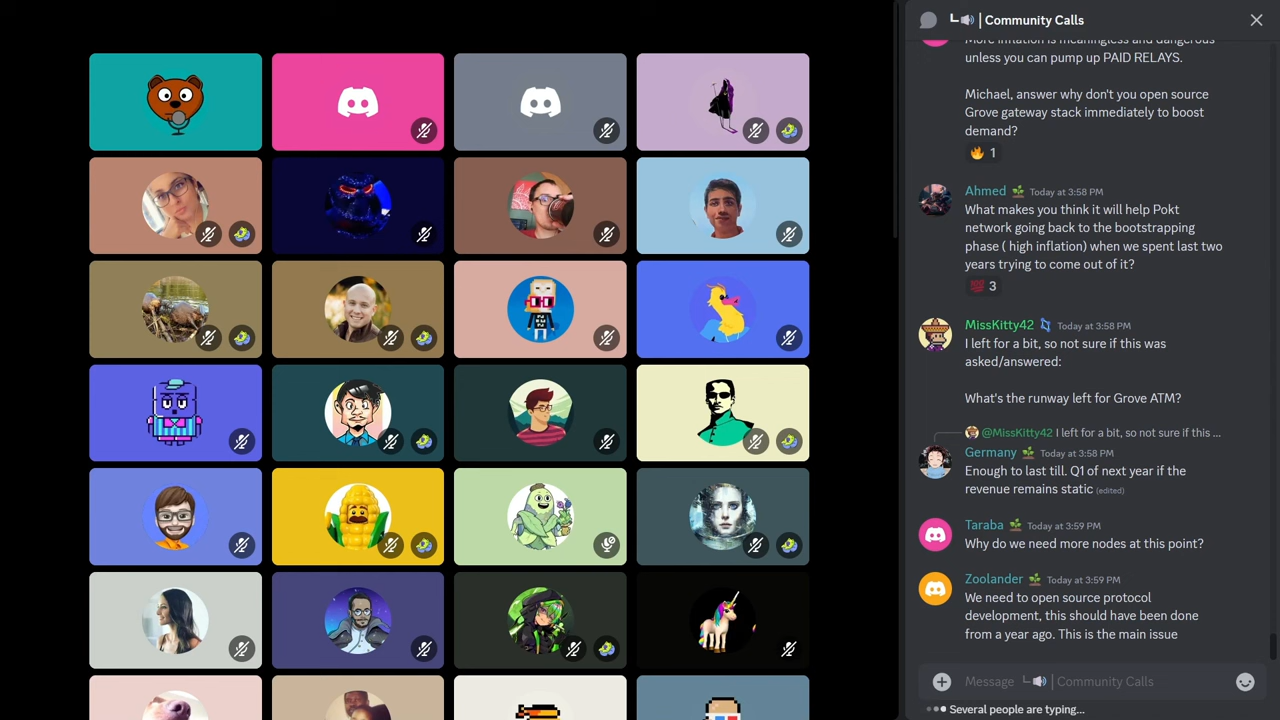 ┗🔊 | Community Calls
More inflation is meaningless and dangerous
unless you can pump up PAID RELAYS.
Michael, answer why don't you open source
Grove gateway stack immediately to boost
demand?
🔥 1
Ahmed Today at 3:58 PM
What makes you think it will help Pokt
network going back to the bootstrapping
phase ( high inflation) when we spent last two
years trying to come out of it?
💯 3
MissKitty42 Today at 3:58 PM
I left for a bit, so not sure if this was
asked/answered:
What's the runway left for Grove ATM?
@MissKitty42 I left for a bit, so not sure if this ...
Germany Today at 3:58 PM
Enough to last till. Q1 of next year if the
revenue remains static (edited)
Taraba Today at 3:59 PM
Why do we need more nodes at this point?
Zoolander Today at 3:59 PM
We need to open source protocol
development, this should have been done
from a year ago. This is the main issue
Message ┗🔊 | Community Calls
Several people are typing...